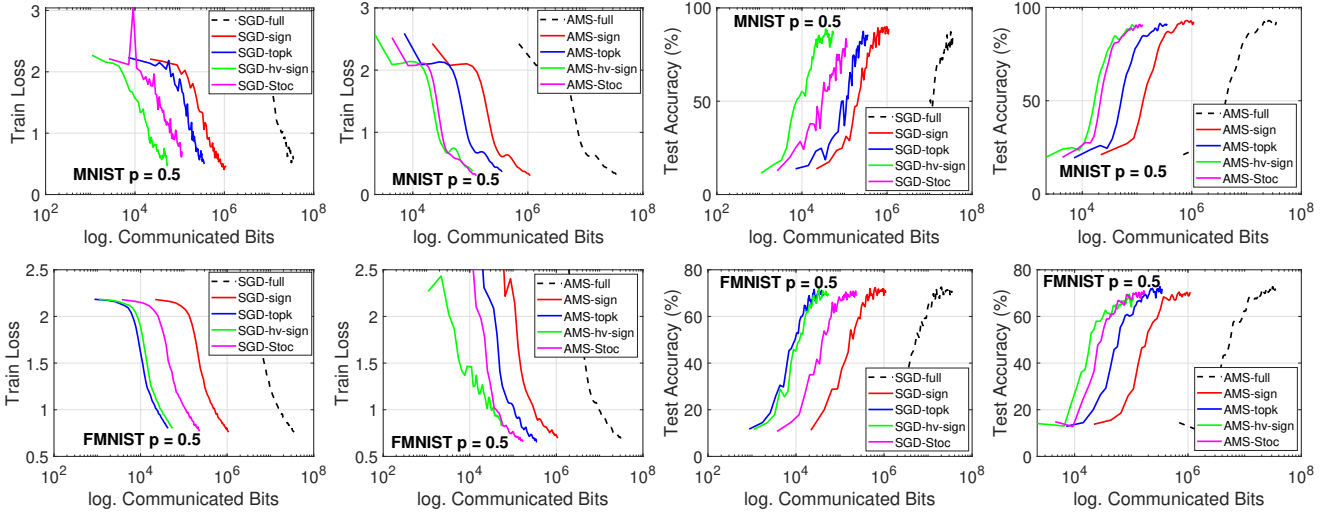 3
2
1
0
Train Loss
10^2 10^4 10^6 10^8
log. Communicated Bits
SGD-full
SGD-sign
SGD-topk
SGD-hv-sign
SGD-Stoc
MNIST p = 0.5
3
2
1
0
Train Loss
10^4 10^6 10^8
log. Communicated Bits
AMS-full
AMS-sign
AMS-topk
AMS-hv-sign
AMS-Stoc
MNIST p = 0.5
100
50
0
Test Accuracy (%)
10^2 10^4 10^6 10^8
log. Communicated Bits
MNIST p = 0.5
SGD-full
SGD-sign
SGD-topk
SGD-hv-sign
SGD-Stoc
100
50
0
Test Accuracy (%)
10^4 10^6 10^8
log. Communicated Bits
AMS-full
AMS-sign
AMS-topk
AMS-hv-sign
AMS-Stoc
MNIST p = 0.5
2.5
2
1.5
1
0.5
Train Loss
10^2 10^4 10^6 10^8
log. Communicated Bits
SGD-full
SGD-sign
SGD-topk
SGD-hv-sign
SGD-Stoc
FMNIST p = 0.5
2.5
2
1.5
1
0.5
Train Loss
10^0 10^2 10^4 10^6 10^8
log. Communicated Bits
AMS-full
AMS-sign
AMS-topk
AMS-hv-sign
AMS-Stoc
FMNIST p = 0.5
80
60
40
20
0
Test Accuracy (%)
10^2 10^4 10^6 10^8
log. Communicated Bits
FMNIST p = 0.5
SGD-full
SGD-sign
SGD-topk
SGD-hv-sign
SGD-Stoc
80
60
40
20
0
Test Accuracy (%)
10^4 10^6 10^8
log. Communicated Bits
FMNIST p = 0.5
AMS-full
AMS-sign
AMS-topk
AMS-hv-sign
AMS-Stoc